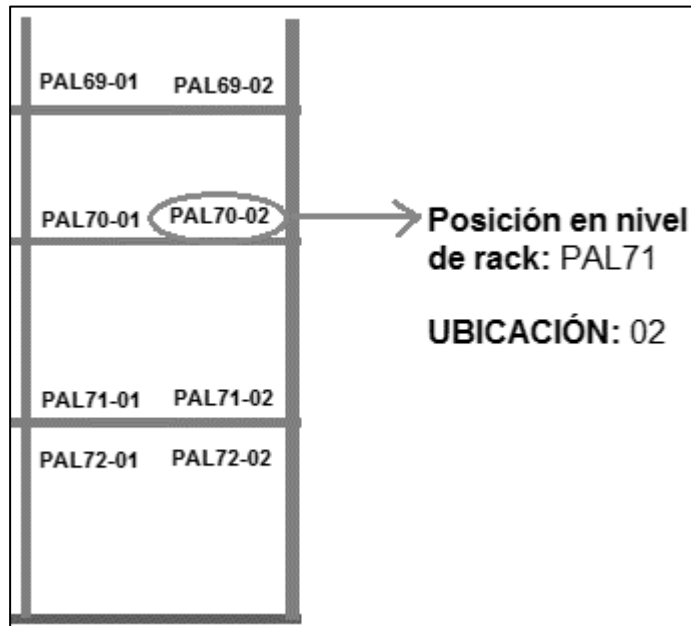 PAL69-01 PAL69-02
PAL70-01 PAL70-02
Posición en nivel
de rack: PAL71
UBICACIÓN: 02
PAL71-01 PAL71-02
PAL72-01 PAL72-02